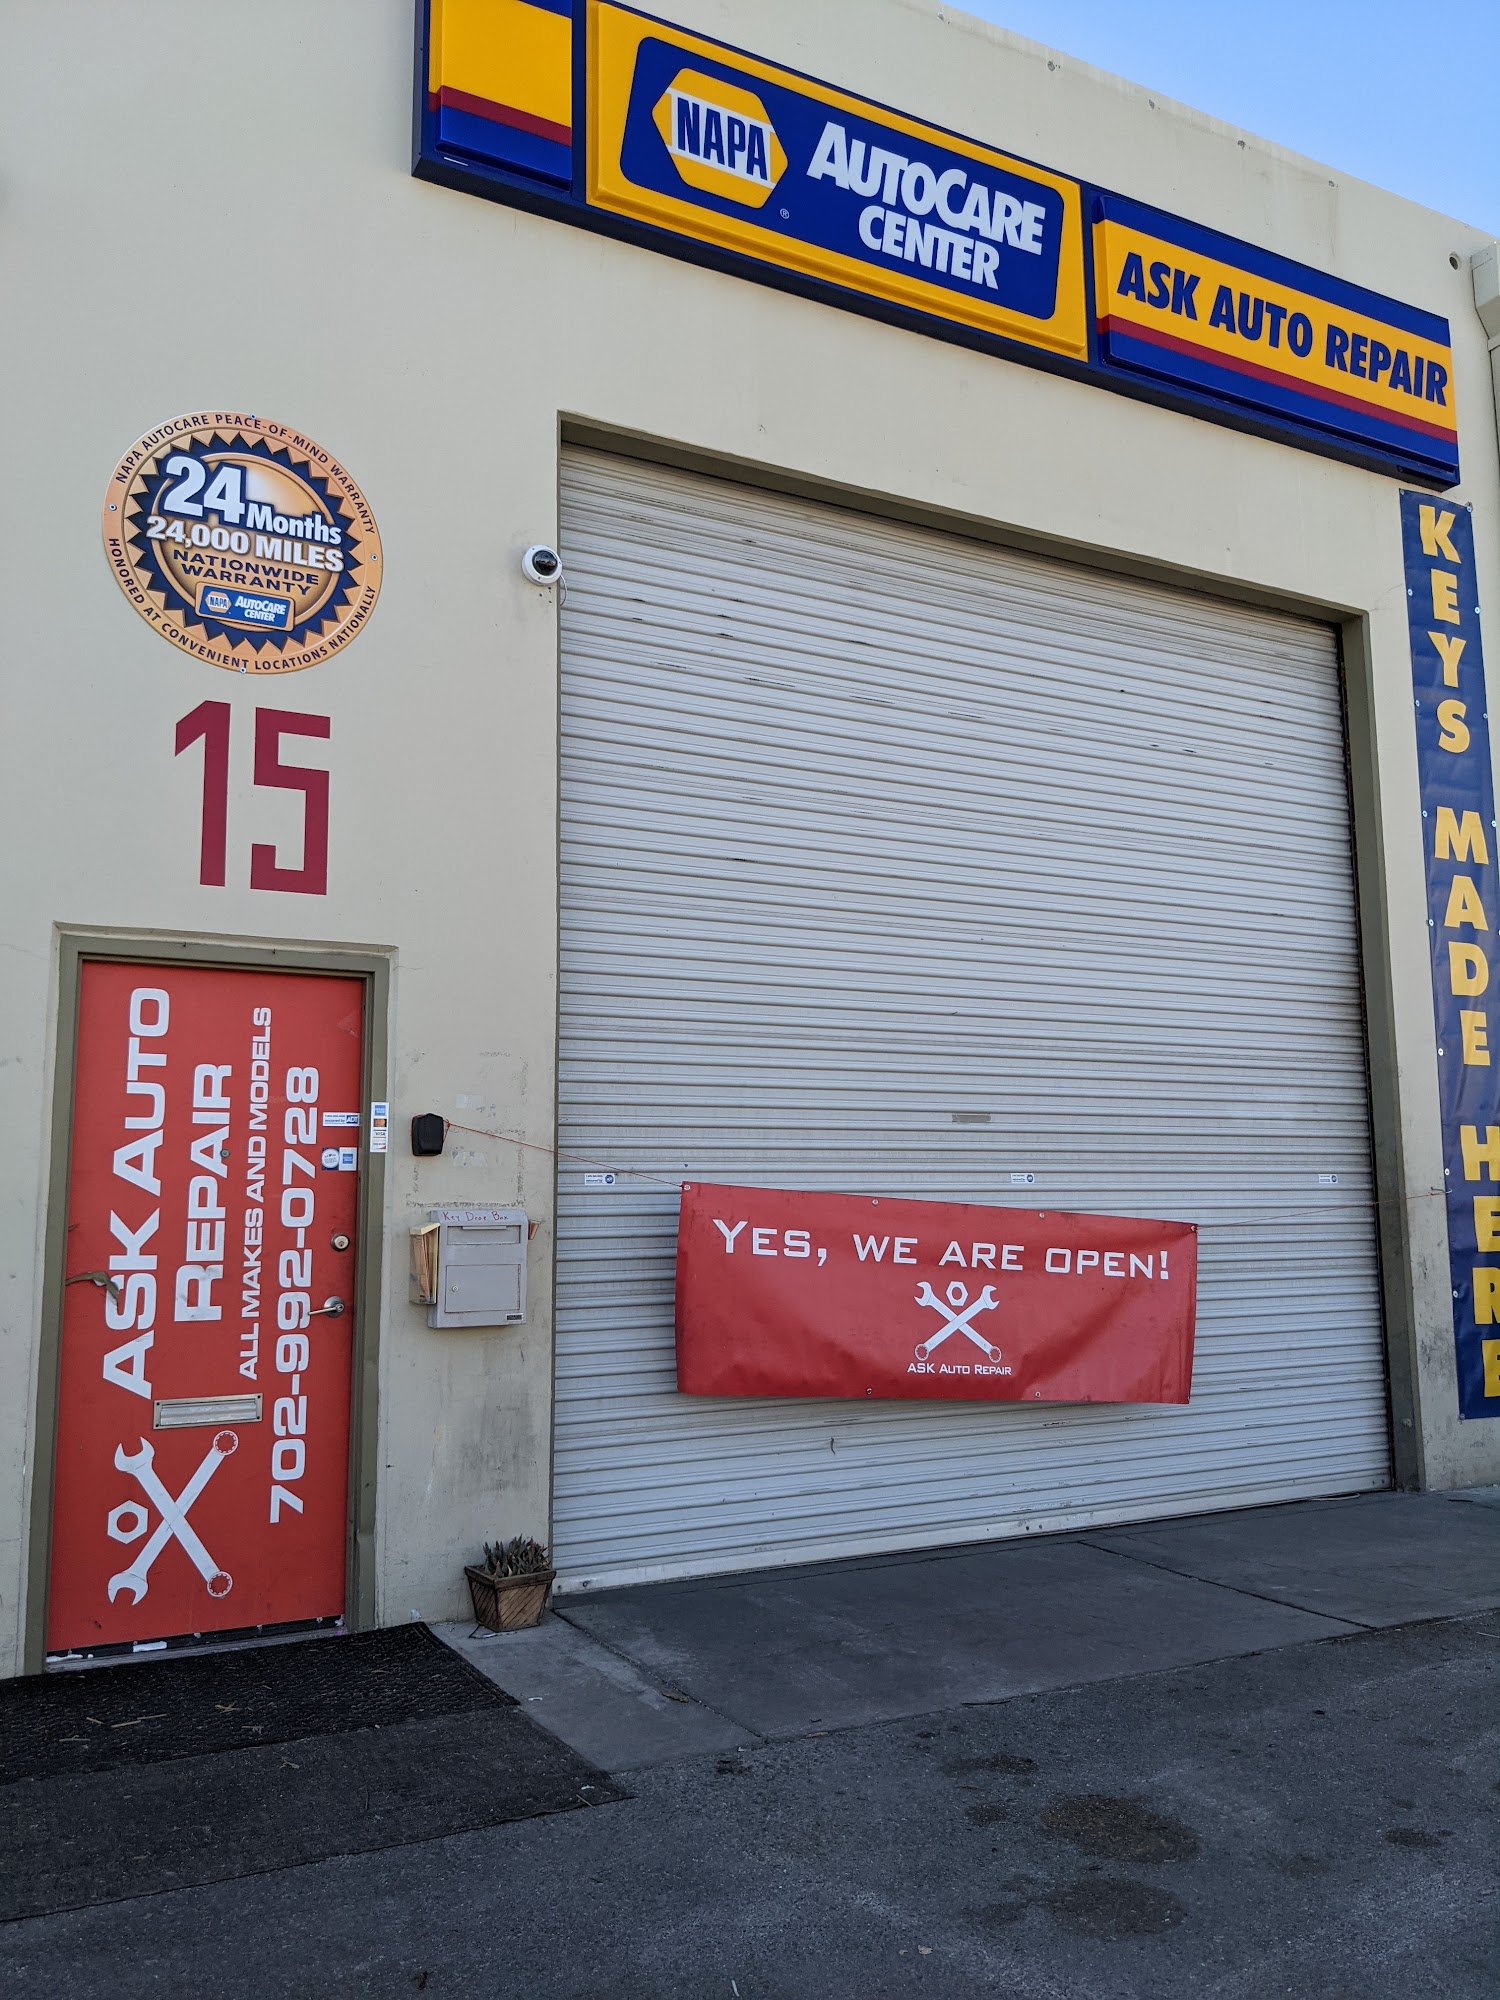 NAPA
®
AUTOCARE
CENTER
ASK AUTO REPAIR
NAPA AUTOCARE PEACE-OF-MIND WARRANTY
24 Months
24,000 MILES
NATIONWIDE
WARRANTY
NAPA AUTOCARE
CENTER
HONORED AT CONVENIENT LOCATIONS NATIONALLY
15
KEYS MADE HERE
ASK AUTO
REPAIR
ALL MAKES AND MODELS
702-992-0728
ADT
VISA
Key Drop Box
YES, WE ARE OPEN!
ASK AUTO REPAIR